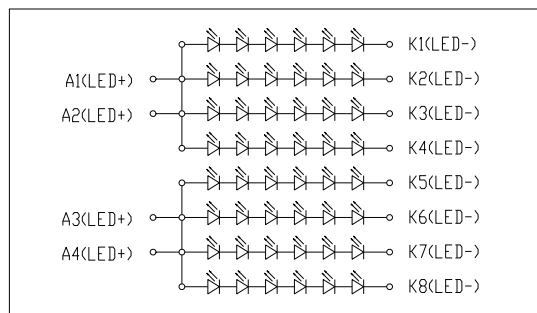 K1(LED-)
A1(LED+) K2(LED-)
A2(LED+) K3(LED-)
K4(LED-)
K5(LED-)
A3(LED+) K6(LED-)
A4(LED+) K7(LED-)
K8(LED-)